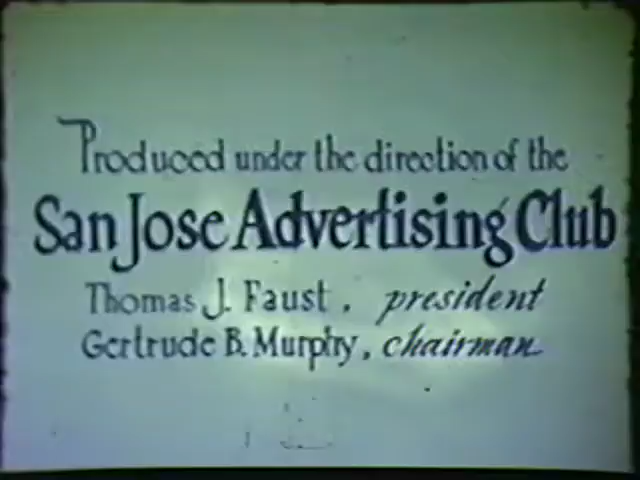 Produced under the direction of the
San Jose Advertising Club
Thomas J. Faust, president
Gertrude B. Murphy, chairman